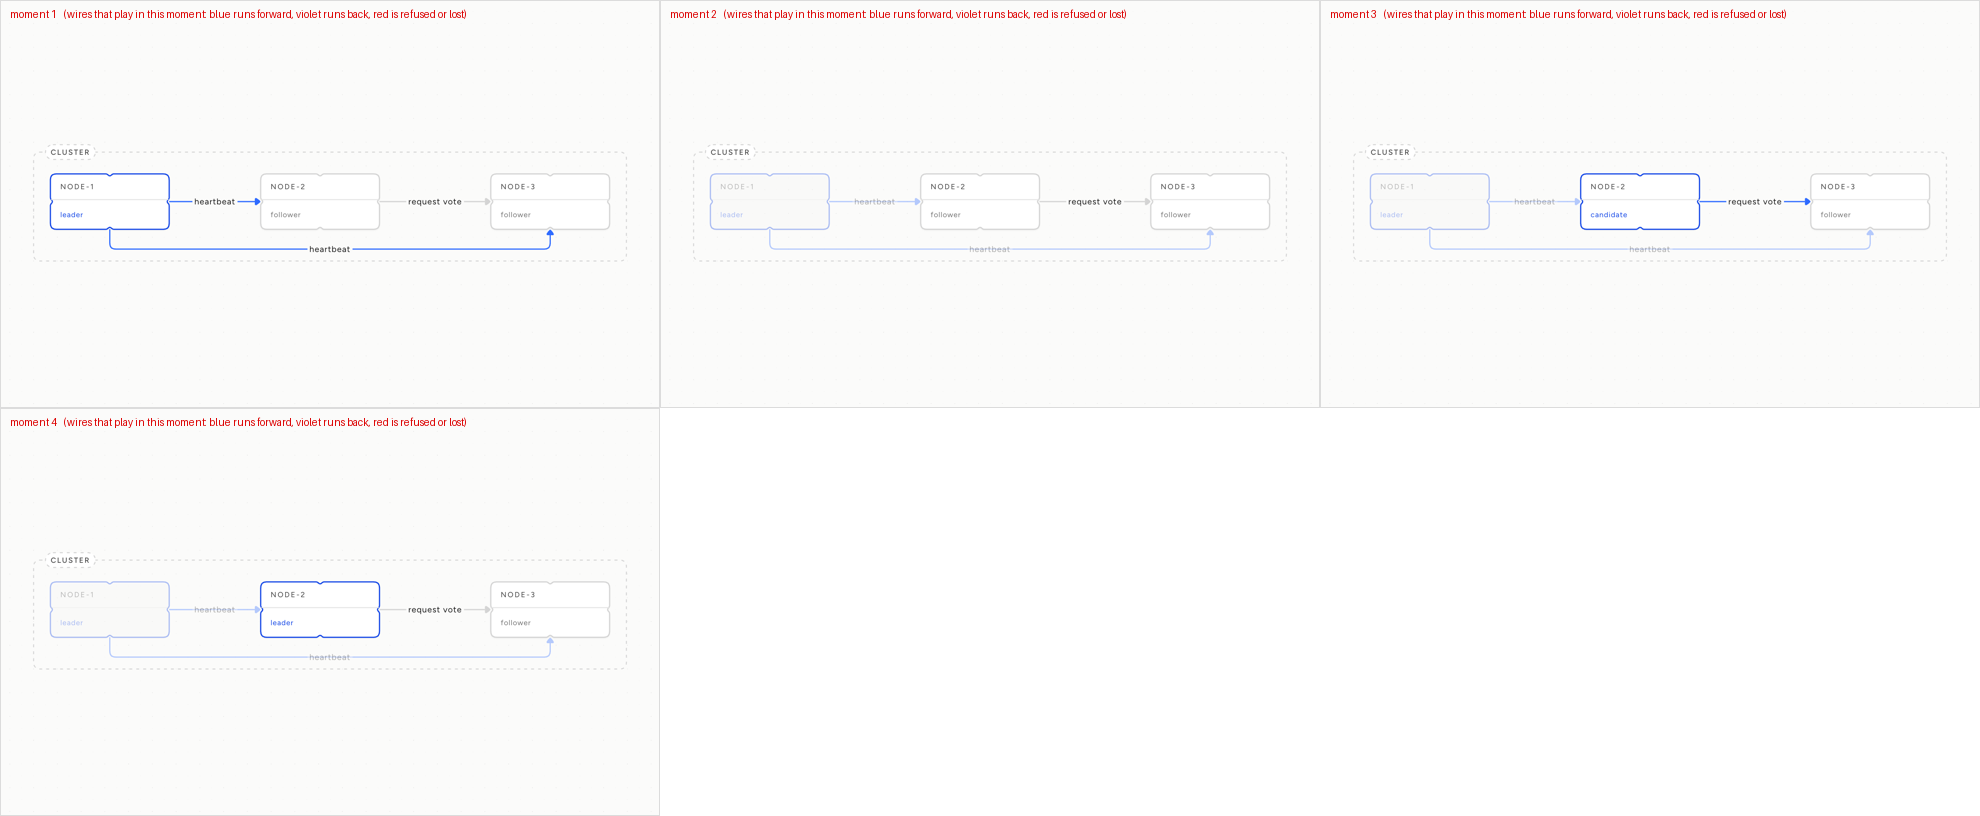 moment 1 (wires that play in this moment: blue runs forward, violet runs back, red is refused or lost)
CLUSTER
NODE-1
NODE-2
NODE-3
heartbeat
request vote
leader
follower
follower
heartbeat
moment 2 (wires that play in this moment: blue runs forward, violet runs back, red is refused or lost)
CLUSTER
NODE-1
NODE-2
NODE-3
heartbeat
request vote
leader
follower
follower
heartbeat
moment 3 (wires that play in this moment: blue runs forward, violet runs back, red is refused or lost)
CLUSTER
NODE-1
NODE-2
NODE-3
heartbeat
request vote
leader
candidate
follower
heartbeat
moment 4 (wires that play in this moment: blue runs forward, violet runs back, red is refused or lost)
CLUSTER
NODE-1
NODE-2
NODE-3
heartbeat
request vote
leader
leader
follower
heartbeat